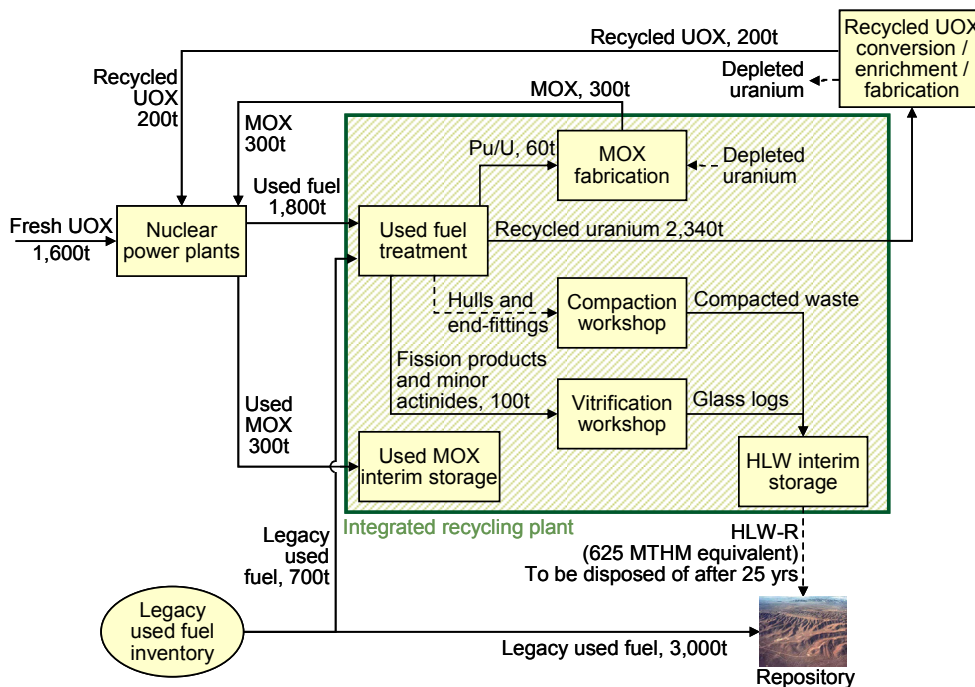 Recycled UOX, 200t
Recycled UOX
conversion /
enrichment /
fabrication
Depleted
uranium
Recycled
UOX
200t
MOX, 300t
MOX
300t
Pu/U, 60t
MOX
fabrication
Depleted
uranium
Used fuel
1,800t
Fresh UOX
1,600t
Nuclear
power plants
Used fuel
treatment
Recycled uranium 2,340t
Hulls and
end-fittings
Compaction
workshop
Compacted waste
Fission products
and minor
actinides, 100t
Vitrification
workshop
Glass logs
Used
MOX
300t
Used MOX
interim storage
HLW interim
storage
Integrated recycling plant
Legacy
used
fuel, 700t
HLW-R
(625 MTHM equivalent)
To be disposed of after 25 yrs
Legacy
used fuel
inventory
Legacy used fuel, 3,000t
Repository